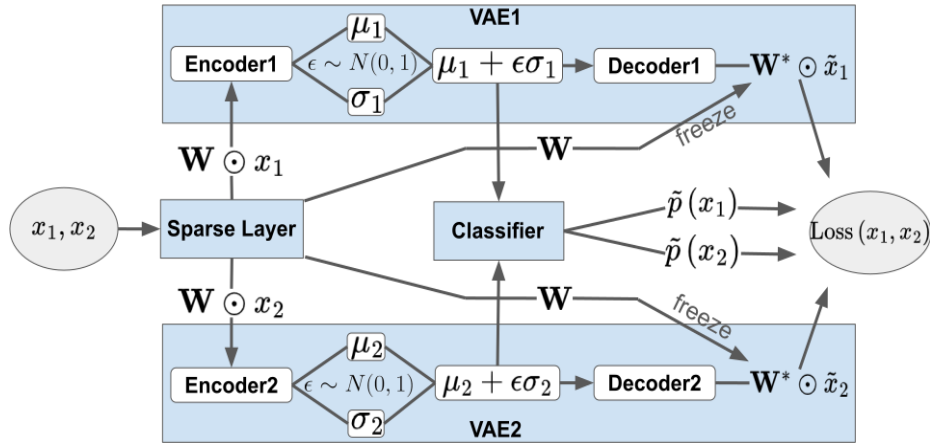 VAE1
μ₁
Encoder1
ϵ ∼ N(0, 1)
μ₁ + ϵσ₁
Decoder1
W* ⊙ x̃₁
σ₁
freeze
W ⊙ x₁
W
x₁, x₂
Sparse Layer
Classifier
p̃ (x₁)
p̃ (x₂)
Loss (x₁, x₂)
W ⊙ x₂
W
freeze
μ₂
Encoder2
ϵ ∼ N(0, 1)
μ₂ + ϵσ₂
Decoder2
W* ⊙ x̃₂
σ₂
VAE2